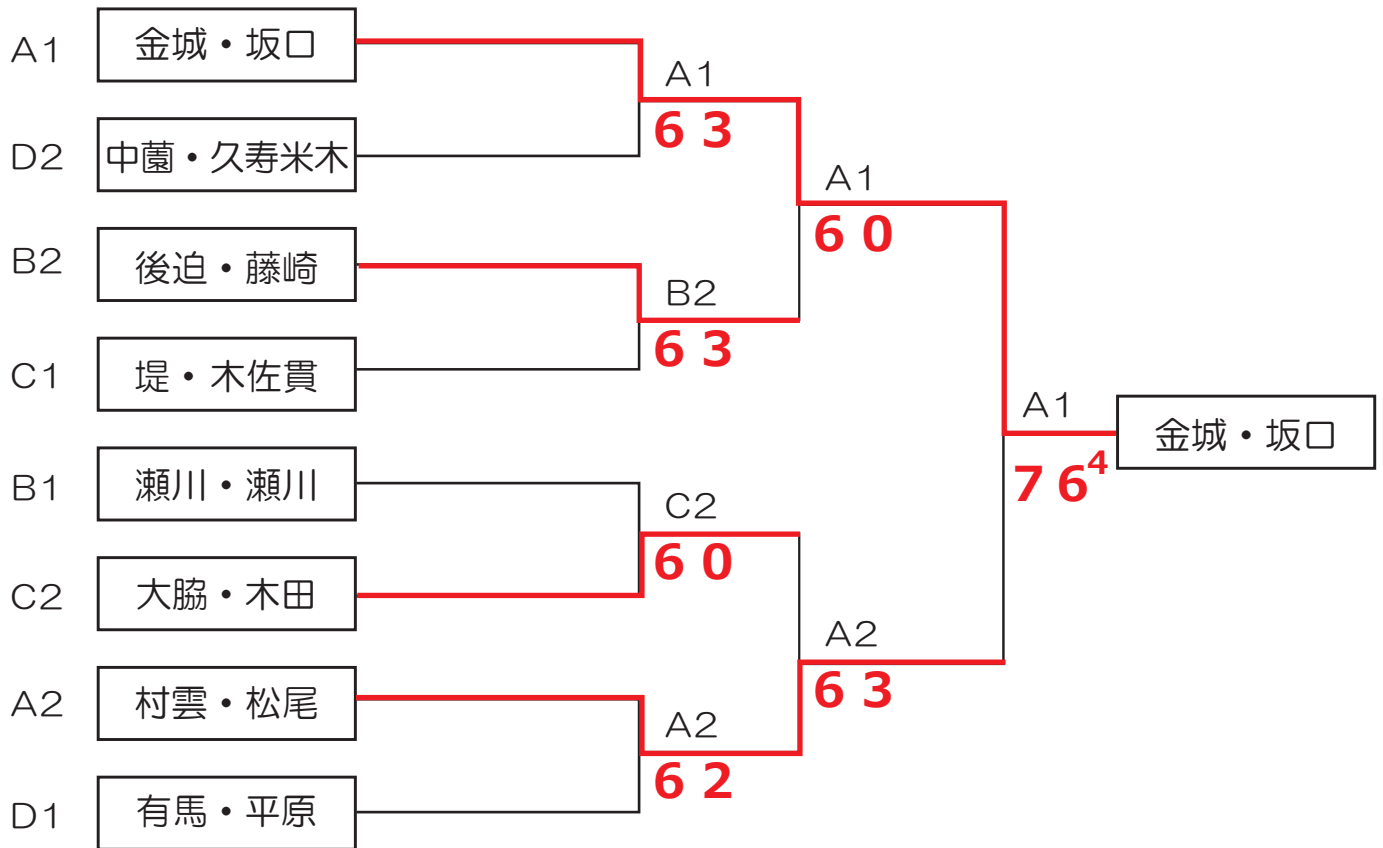 A1 金城・坂口
A1
6 3
D2 中薗・久寿米木
A1
6 0
B2 後迫・藤崎
B2
6 3
C1 堤・木佐貫
A1
金城・坂口
7 6⁴
B1 瀬川・瀬川
C2
6 0
C2 大脇・木田
A2
6 3
A2 村雲・松尾
A2
6 2
D1 有馬・平原